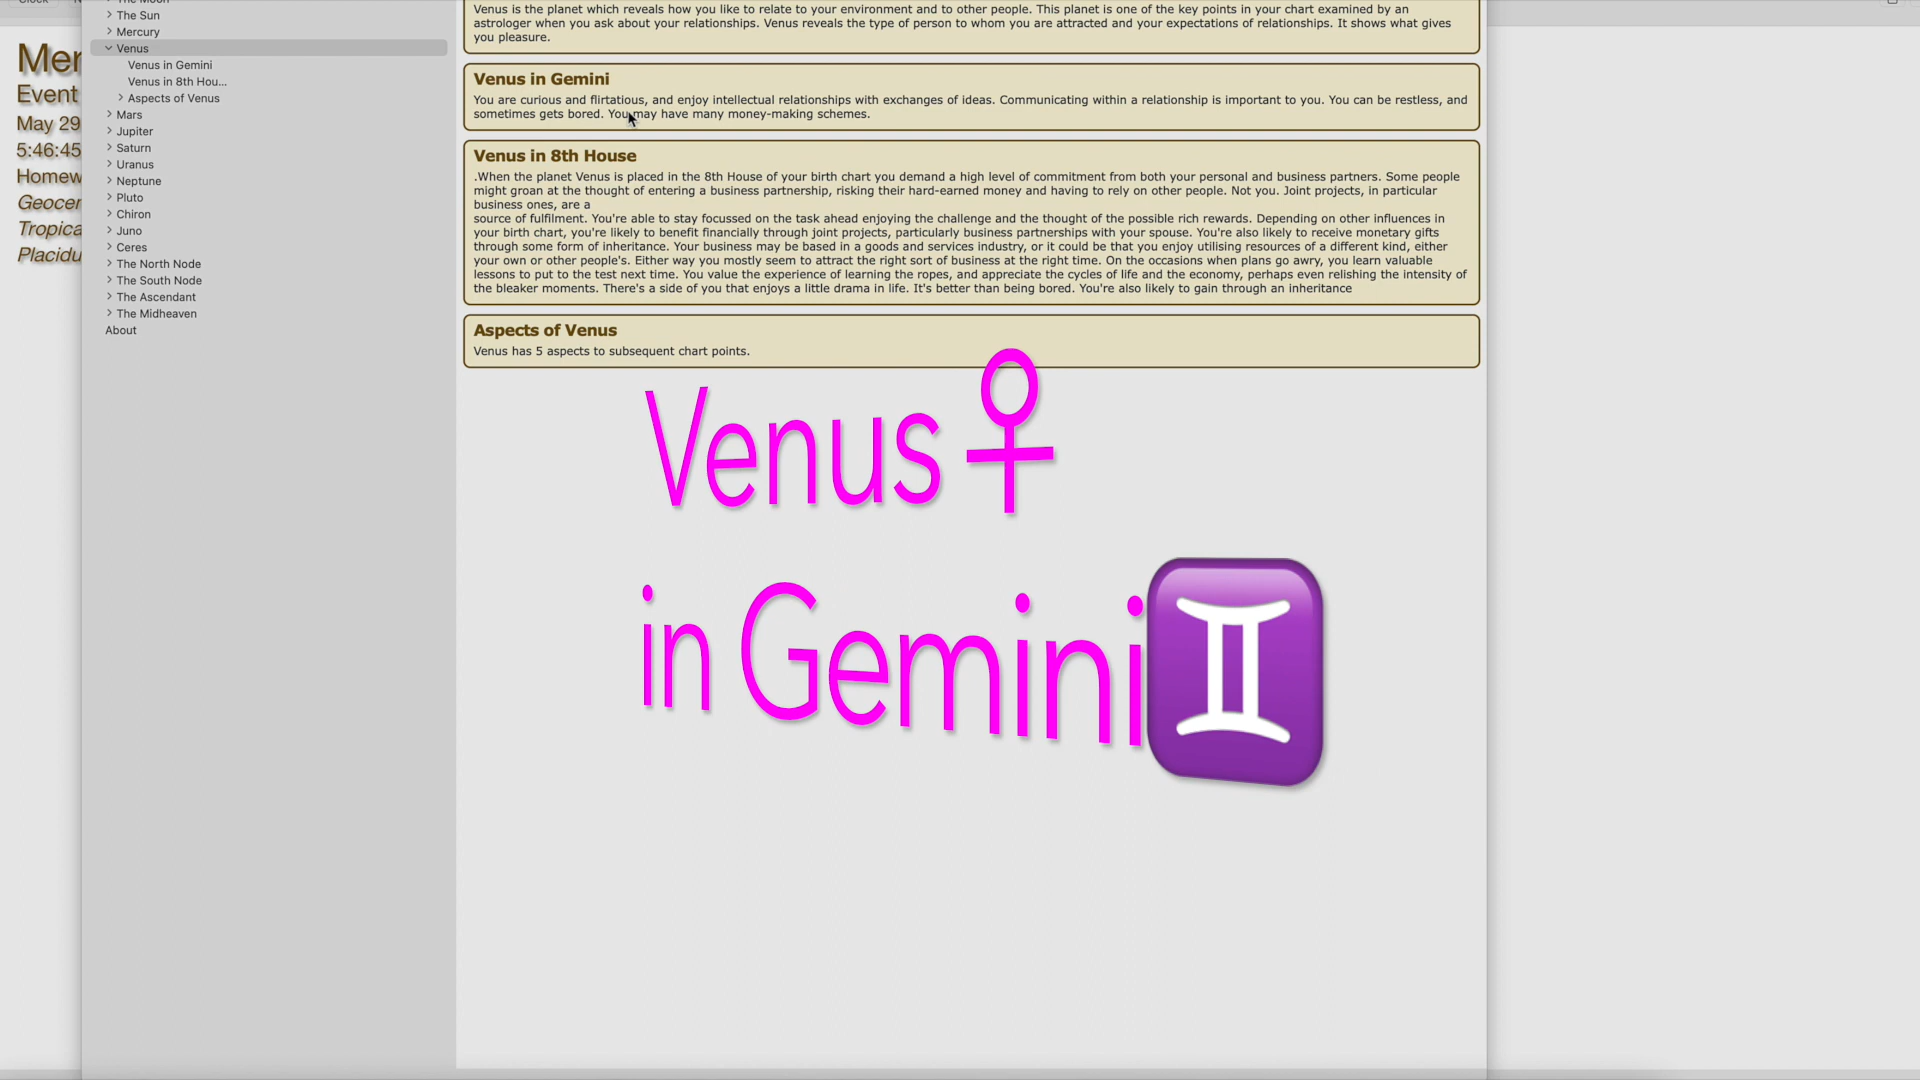 The Sun
Mercury
Venus
Venus in Gemini
Venus in 8th Hou...
Aspects of Venus
Mars
Jupiter
Saturn
Uranus
Neptune
Pluto
Chiron
Juno
Ceres
The North Node
The South Node
The Ascendant
The Midheaven
About
Mer
Event
May 29
5:46:45
Homew
Geocer
Tropica
Placidu
Venus is the planet which reveals how you like to relate to your environment and to other people. This planet is one of the key points in your chart examined by an
astrologer when you ask about your relationships. Venus reveals the type of person to whom you are attracted and your expectations of relationships. It shows what gives
you pleasure.
Venus in Gemini
You are curious and flirtatious, and enjoy intellectual relationships with exchanges of ideas. Communicating within a relationship is important to you. You can be restless, and
sometimes gets bored. You may have many money-making schemes.
Venus in 8th House
.When the planet Venus is placed in the 8th House of your birth chart you demand a high level of commitment from both your personal and business partners. Some people
might groan at the thought of entering a business partnership, risking their hard-earned money and having to rely on other people. Not you. Joint projects, in particular
business ones, are a
source of fulfilment. You're able to stay focussed on the task ahead enjoying the challenge and the thought of the possible rich rewards. Depending on other influences in
your birth chart, you're likely to benefit financially through joint projects, particularly business partnerships with your spouse. You're also likely to receive monetary gifts
through some form of inheritance. Your business may be based in a goods and services industry, or it could be that you enjoy utilising resources of a different kind, either
your own or other people's. Either way you mostly seem to attract the right sort of business at the right time. On the occasions when plans go awry, you learn valuable
lessons to put to the test next time. You value the experience of learning the ropes, and appreciate the cycles of life and the economy, perhaps even relishing the intensity of
the bleaker moments. There's a side of you that enjoys a little drama in life. It's better than being bored. You're also likely to gain through an inheritance
Aspects of Venus
Venus has 5 aspects to subsequent chart points.
Venus♀
in Gemini♊